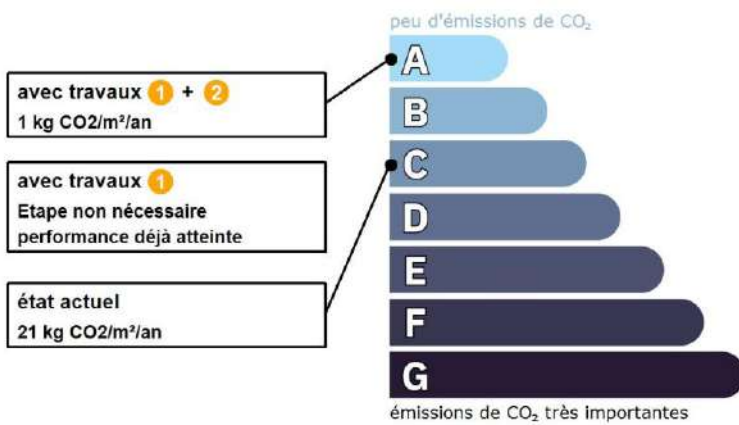 peu d'émissions de CO₂
avec travaux 1 + 2
1 kg CO2/m²/an
avec travaux 1
Etape non nécessaire
performance déjà atteinte
état actuel
21 kg CO2/m²/an
A
B
C
D
E
F
G
émissions de CO₂ très importantes